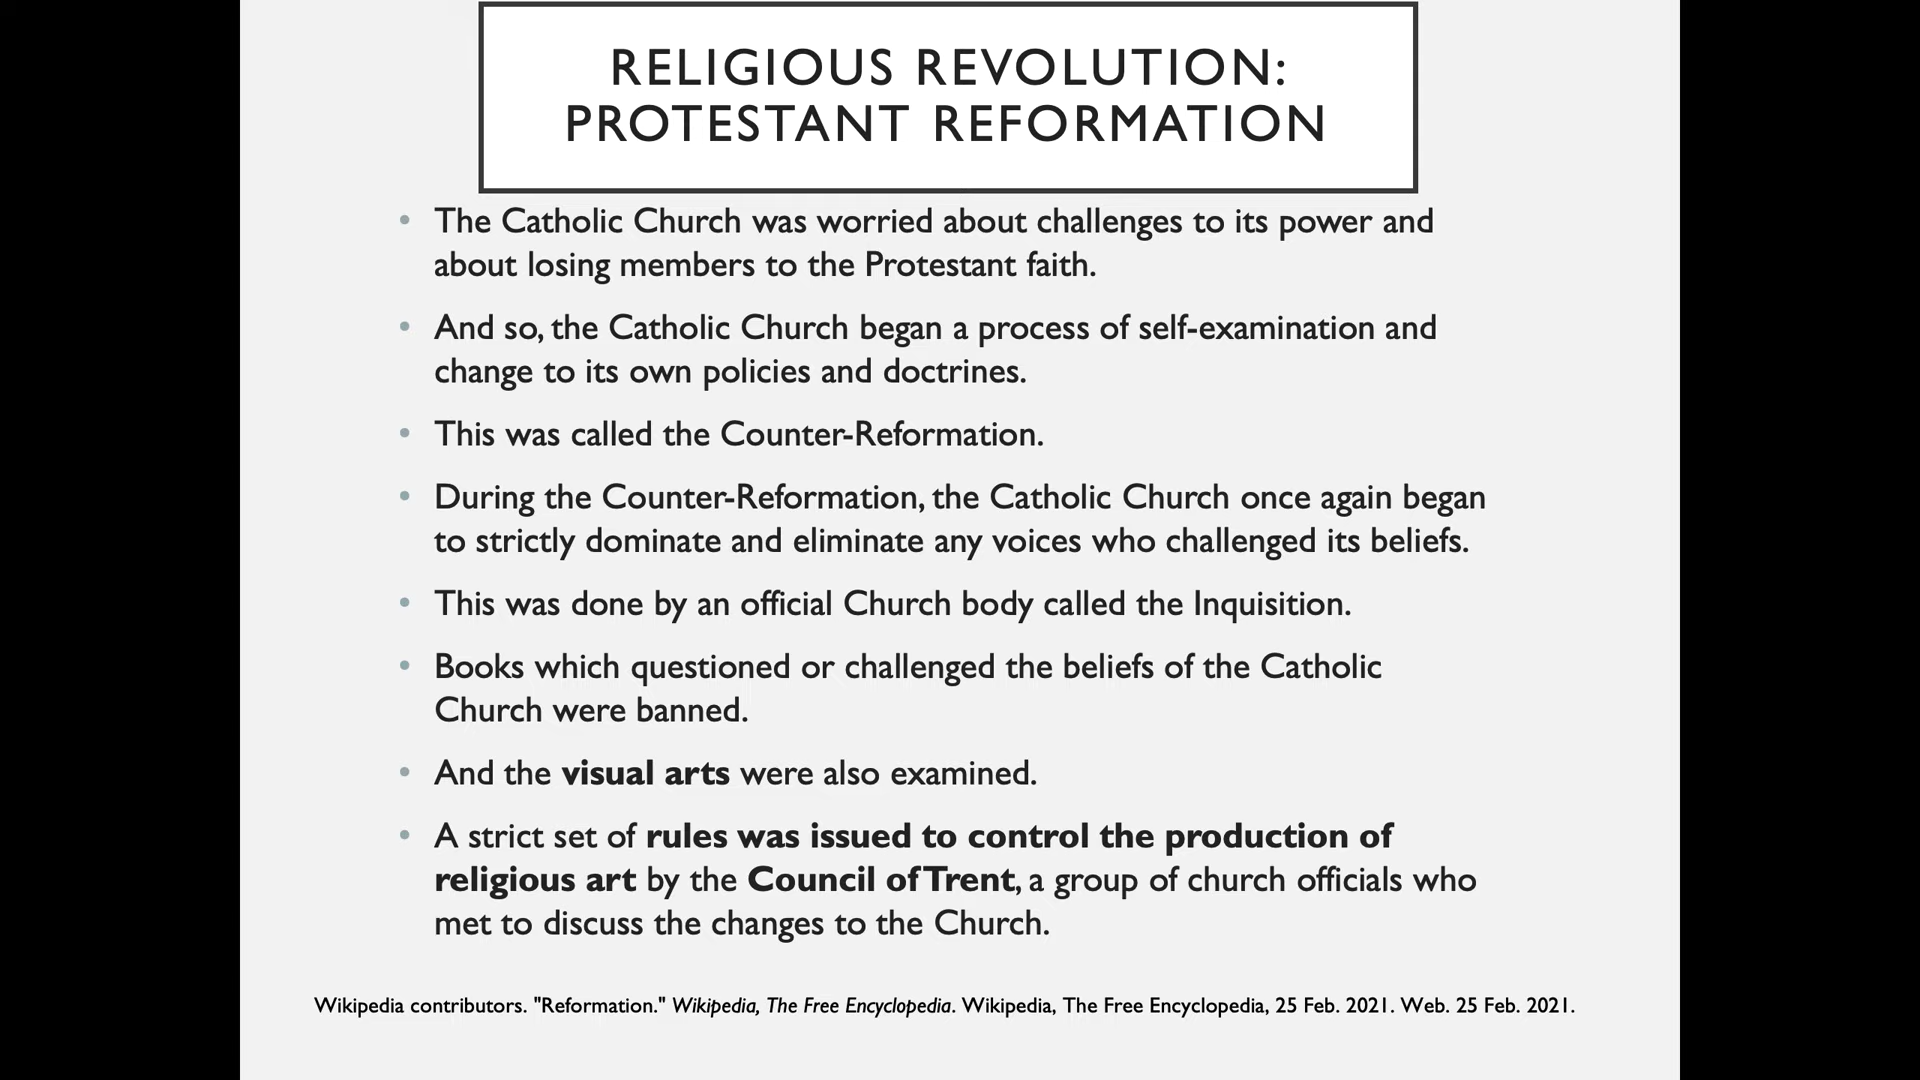 RELIGIOUS REVOLUTION:
PROTESTANT REFORMATION
• The Catholic Church was worried about challenges to its power and
about losing members to the Protestant faith.
• And so, the Catholic Church began a process of self-examination and
change to its own policies and doctrines.
• This was called the Counter-Reformation.
• During the Counter-Reformation, the Catholic Church once again began
to strictly dominate and eliminate any voices who challenged its beliefs.
• This was done by an official Church body called the Inquisition.
• Books which questioned or challenged the beliefs of the Catholic
Church were banned.
• And the visual arts were also examined.
• A strict set of rules was issued to control the production of
religious art by the Council of Trent, a group of church officials who
met to discuss the changes to the Church.
Wikipedia contributors. "Reformation." Wikipedia, The Free Encyclopedia. Wikipedia, The Free Encyclopedia, 25 Feb. 2021. Web. 25 Feb. 2021.